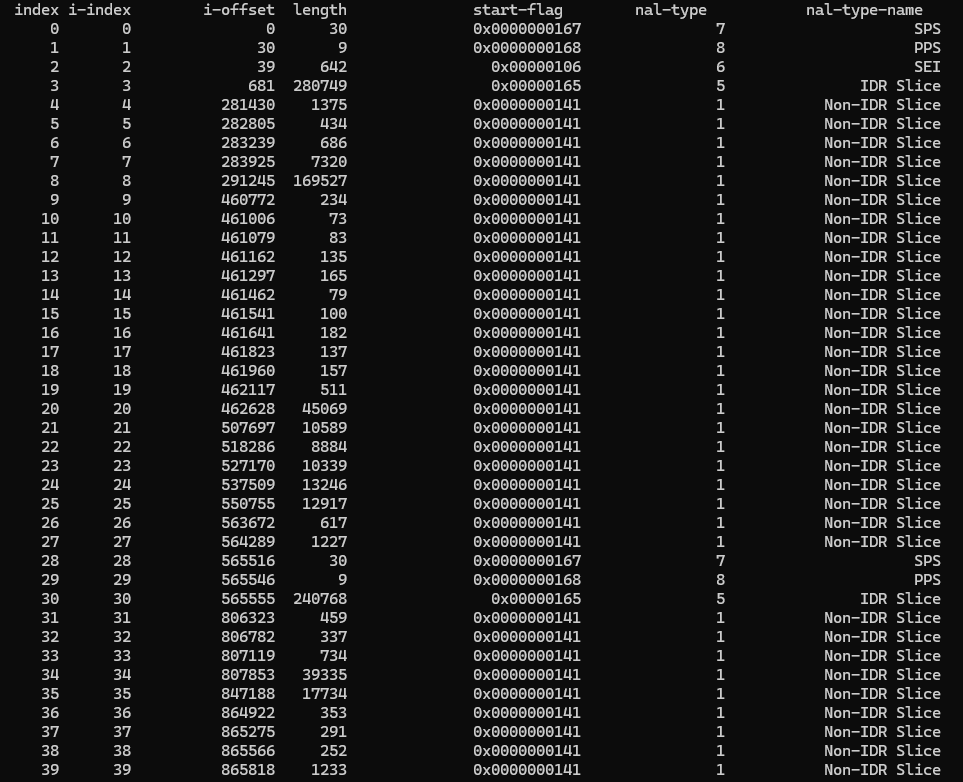 index i-index i-offset length start-flag nal-type nal-type-name
0 0 0 30 0x0000000167 7 SPS
1 1 30 9 0x0000000168 8 PPS
2 2 39 642 0x00000106 6 SEI
3 3 681 280749 0x00000165 5 IDR Slice
4 4 281430 1375 0x0000000141 1 Non-IDR Slice
5 5 282805 434 0x0000000141 1 Non-IDR Slice
6 6 283239 686 0x0000000141 1 Non-IDR Slice
7 7 283925 7320 0x0000000141 1 Non-IDR Slice
8 8 291245 169527 0x0000000141 1 Non-IDR Slice
9 9 460772 234 0x0000000141 1 Non-IDR Slice
10 10 461006 73 0x0000000141 1 Non-IDR Slice
11 11 461079 83 0x0000000141 1 Non-IDR Slice
12 12 461162 135 0x0000000141 1 Non-IDR Slice
13 13 461297 165 0x0000000141 1 Non-IDR Slice
14 14 461462 79 0x0000000141 1 Non-IDR Slice
15 15 461541 100 0x0000000141 1 Non-IDR Slice
16 16 461641 182 0x0000000141 1 Non-IDR Slice
17 17 461823 137 0x0000000141 1 Non-IDR Slice
18 18 461960 157 0x0000000141 1 Non-IDR Slice
19 19 462117 511 0x0000000141 1 Non-IDR Slice
20 20 462628 45069 0x0000000141 1 Non-IDR Slice
21 21 507697 10589 0x0000000141 1 Non-IDR Slice
22 22 518286 8884 0x0000000141 1 Non-IDR Slice
23 23 527170 10339 0x0000000141 1 Non-IDR Slice
24 24 537509 13246 0x0000000141 1 Non-IDR Slice
25 25 550755 12917 0x0000000141 1 Non-IDR Slice
26 26 563672 617 0x0000000141 1 Non-IDR Slice
27 27 564289 1227 0x0000000141 1 Non-IDR Slice
28 28 565516 30 0x0000000167 7 SPS
29 29 565546 9 0x0000000168 8 PPS
30 30 565555 240768 0x00000165 5 IDR Slice
31 31 806323 459 0x0000000141 1 Non-IDR Slice
32 32 806782 337 0x0000000141 1 Non-IDR Slice
33 33 807119 734 0x0000000141 1 Non-IDR Slice
34 34 807853 39335 0x0000000141 1 Non-IDR Slice
35 35 847188 17734 0x0000000141 1 Non-IDR Slice
36 36 864922 353 0x0000000141 1 Non-IDR Slice
37 37 865275 291 0x0000000141 1 Non-IDR Slice
38 38 865566 252 0x0000000141 1 Non-IDR Slice
39 39 865818 1233 0x0000000141 1 Non-IDR Slice